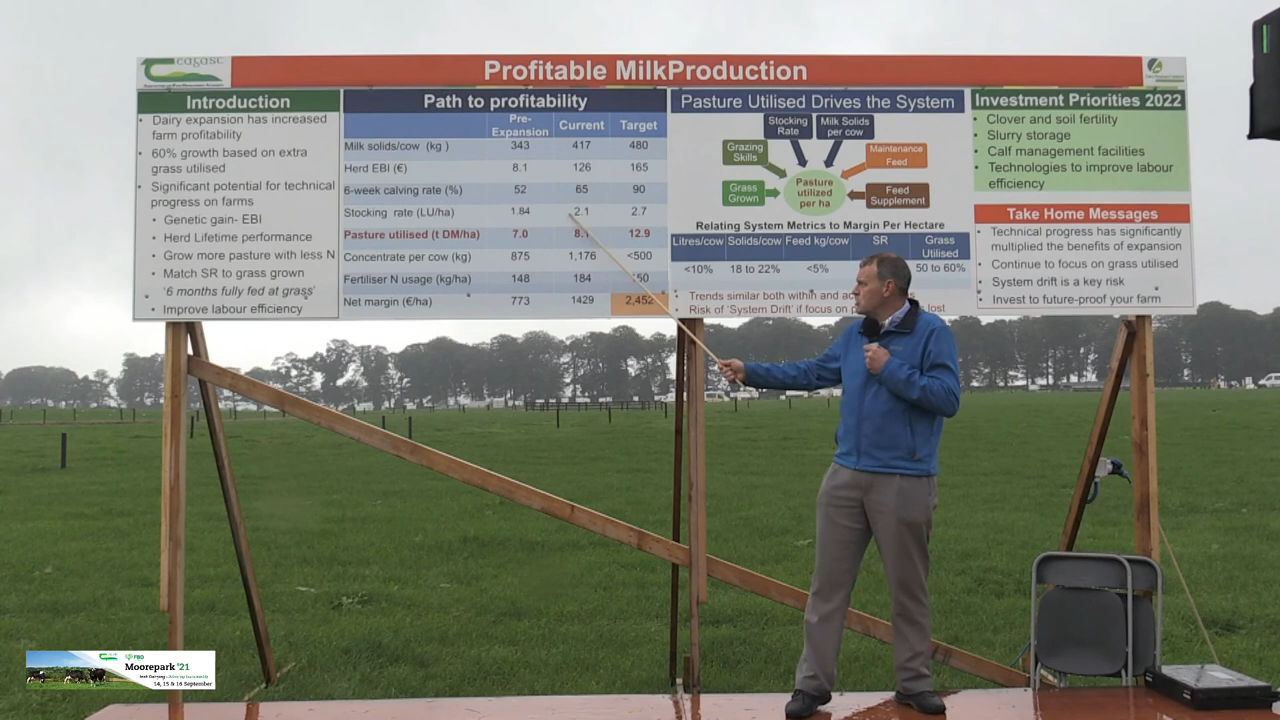 eagasc
Profitable MilkProduction
Introduction
• Dairy expansion has increased
farm profitability
• 60% growth based on extra
grass utilised
• Significant potential for technical
progress on farms
• Genetic gain- EBI
• Herd Lifetime performance
• Grow more pasture with less N
• Match SR to grass grown
• '6 months fully fed at grass'
• Improve labour efficiency
Path to profitability
Pre-Expansion Current Target
Milk solids/cow (kg ) 343 417 480
Herd EBI (€) 8.1 126 165
6-week calving rate (%) 52 65 90
Stocking rate (LU/ha) 1.84 2.1 2.7
Pasture utilised (t DM/ha) 7.0 8. 12.9
Concentrate per cow (kg) 875 1,176 <500
Fertiliser N usage (kg/ha) 148 184 50
Net margin (€/ha) 773 1429 2,452
Pasture Utilised Drives the System
Stocking
Rate
Milk Solids
per cow
Grazing
Skills
Maintenance
Feed
Grass
Grown
Pasture
utilized
per ha
Feed
Supplement
Relating System Metrics to Margin Per Hectare
Litres/cow Solids/cow Feed kg/cow SR Grass Utilised
<10% 18 to 22% <5% 50 to 60%
• Trends similar both within and
Risk of 'System Drift' if focus on lost
Investment Priorities 2022
• Clover and soil fertility
• Slurry storage
• Calf management facilities
• Technologies to improve labour
efficiency
Take Home Messages
• Technical progress has significantly
multiplied the benefits of expansion
• Continue to focus on grass utilised
• System drift is a key risk
• Invest to future-proof your farm
FBD
Moorepark '21
14, 15 & 16 September